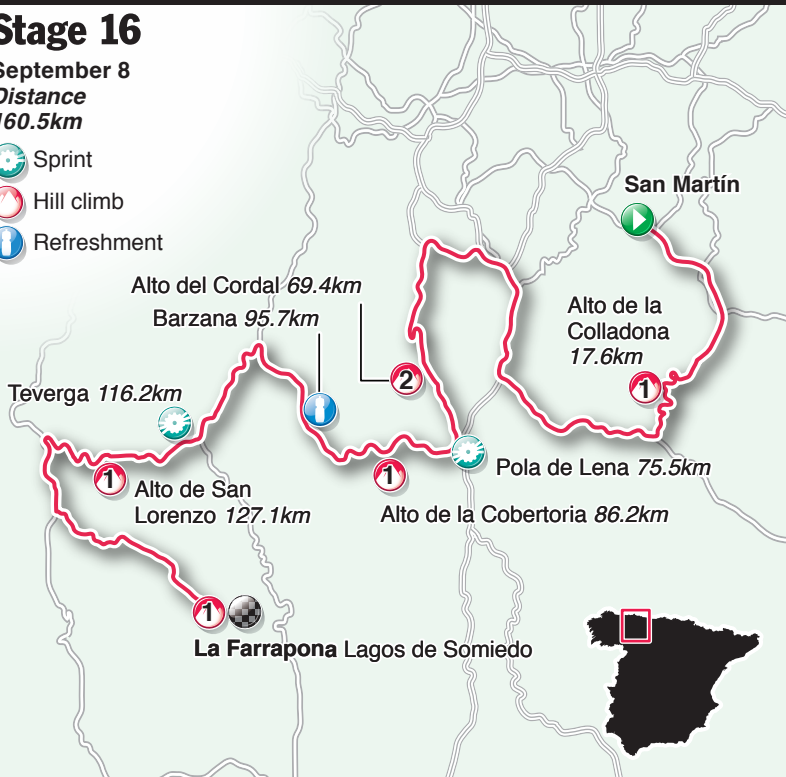 Stage 16
September 8
Distance
160.5km
Sprint
Hill climb
Refreshment
San Martín
Alto del Cordal 69.4km
Barzana 95.7km
Alto de la
Colladona
17.6km
2
1
Teverga 116.2km
Pola de Lena 75.5km
1
1
Alto de San
Lorenzo 127.1km
Alto de la Cobertoria 86.2km
1
La Farrapona Lagos de Somiedo